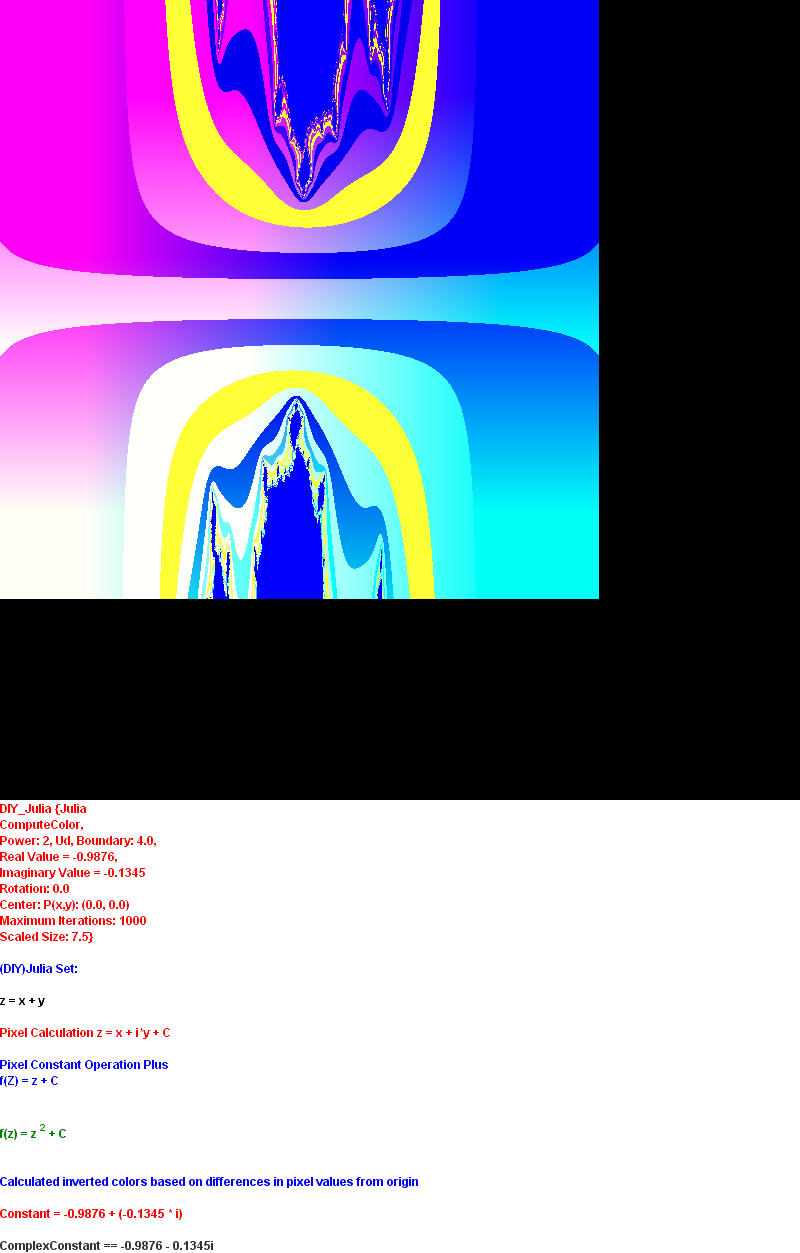 DIY_Julia {Julia
ComputeColor,
Power: 2, Ud, Boundary: 4.0,
Real Value = -0.9876,
Imaginary Value = -0.1345
Rotation: 0.0
Center: P(x,y): (0.0, 0.0)
Maximum Iterations: 1000
Scaled Size: 7.5}
(DIY)Julia Set:
z = x + y
Pixel Calculation z = x + i*y + C
Pixel Constant Operation Plus
f(Z) = z + C
f(z) = z 2 + C
Calculated inverted colors based on differences in pixel values from origin
Constant = -0.9876 + (-0.1345 * i)
ComplexConstant == -0.9876 - 0.1345i